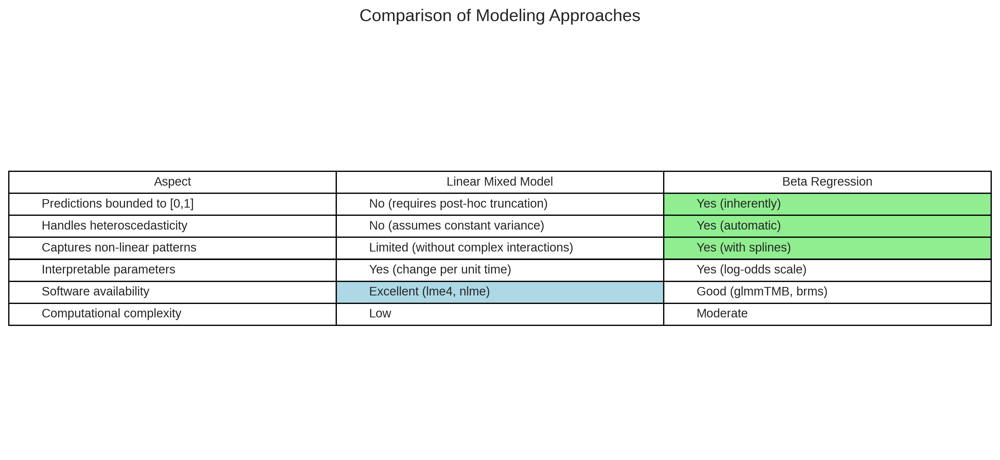 Comparison of Modeling Approaches
Aspect Linear Mixed Model Beta Regression
Predictions bounded to [0,1] No (requires post-hoc truncation) Yes (inherently)
Handles heteroscedasticity No (assumes constant variance) Yes (automatic)
Captures non-linear patterns Limited (without complex interactions) Yes (with splines)
Interpretable parameters Yes (change per unit time) Yes (log-odds scale)
Software availability Excellent (lme4, nlme) Good (glmmTMB, brms)
Computational complexity Low Moderate